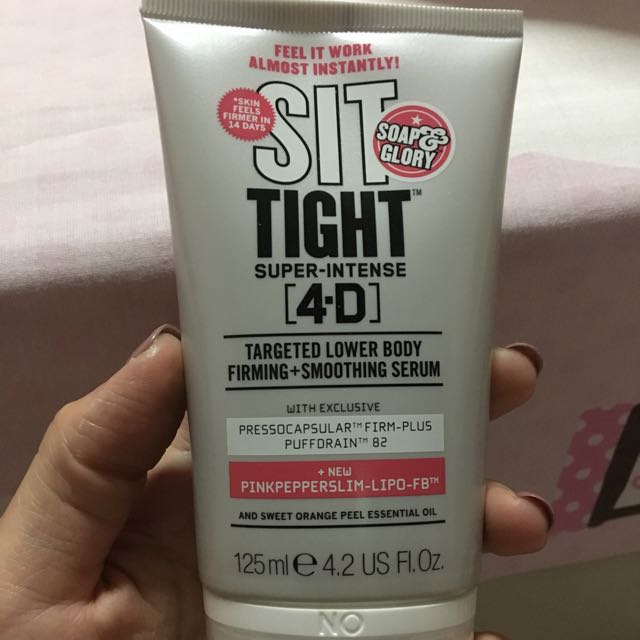 FEEL IT WORK
ALMOST INSTANTLY!
*SKIN
FEELS
FIRMER IN
14 DAYS
SIT
SOAP&
GLORY
TIGHT™
SUPER-INTENSE
[4·D]
TARGETED LOWER BODY
FIRMING+SMOOTHING SERUM
WITH EXCLUSIVE
PRESSOCAPSULAR™ FIRM-PLUS
PUFFDRAIN™ 82
+ NEW
PINKPEPPERSLIM-LIPO-FB™
AND SWEET ORANGE PEEL ESSENTIAL OIL
125ml e 4.2 US Fl.Oz.
NO